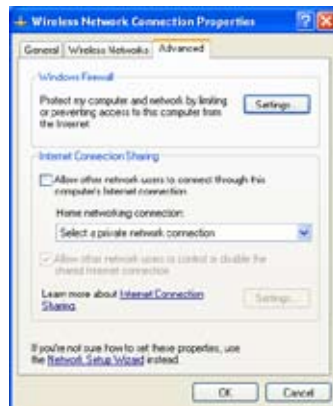 Wireless Network Connection Properties
General Wireless Networks Advanced
Windows Firewall
Protect my computer and network by limiting
or preventing access to this computer from
the Internet
Settings...
Internet Connection Sharing
Allow other network users to connect through this
computer's Internet connection
Home networking connection:
Select a private network connection
Allow other network users to control or disable the
shared Internet connection
Learn more about Internet Connection
Sharing.
Settings...
If you're not sure how to set these properties, use
the Network Setup Wizard instead.
OK Cancel